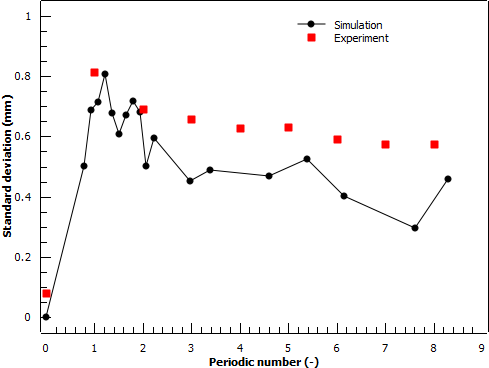 1
Simulation
Experiment
0.8
0.6
0.4
0.2
0
Standard deviation (mm)
0 1 2 3 4 5 6 7 8 9
Periodic number (-)